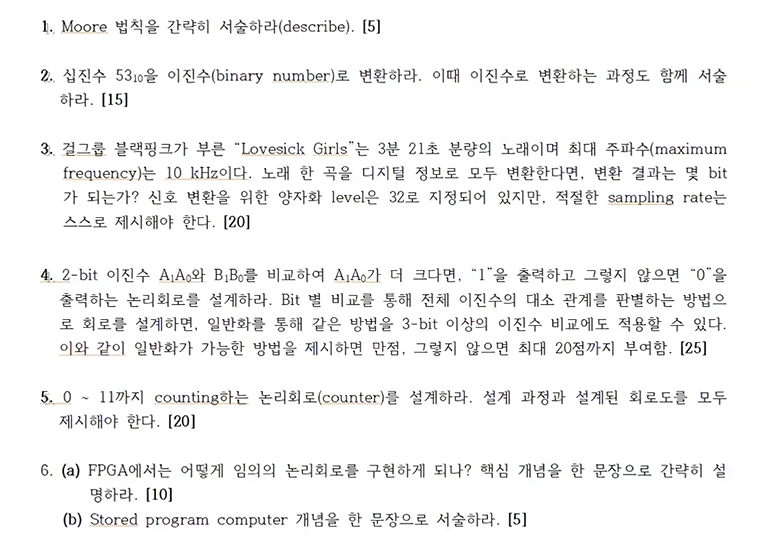 1. Moore 법칙을 간략히 서술하라(describe). [5]
2. 십진수 53₁₀을 이진수(binary number)로 변환하라. 이때 이진수로 변환하는 과정도 함께 서술
하라. [15]
3. 걸그룹 블랙핑크가 부른 “Lovesick Girls”는 3분 21초 분량의 노래이며 최대 주파수(maximum
frequency)는 10 kHz이다. 노래 한 곡을 디지털 정보로 모두 변환한다면, 변환 결과는 몇 bit
가 되는가? 신호 변환을 위한 양자화 level은 32로 지정되어 있지만, 적절한 sampling rate는
스스로 제시해야 한다. [20]
4. 2-bit 이진수 A₁A₀와 B₁B₀를 비교하여 A₁A₀가 더 크다면, “1”을 출력하고 그렇지 않으면 “0”을
출력하는 논리회로를 설계하라. Bit 별 비교를 통해 전체 이진수의 대소 관계를 판별하는 방법으
로 회로를 설계하면, 일반화를 통해 같은 방법을 3-bit 이상의 이진수 비교에도 적용할 수 있다.
이와 같이 일반화가 가능한 방법을 제시하면 만점, 그렇지 않으면 최대 20점까지 부여함. [25]
5. 0 ~ 11까지 counting하는 논리회로(counter)를 설계하라. 설계 과정과 설계된 회로도를 모두
제시해야 한다. [20]
6. (a) FPGA에서는 어떻게 임의의 논리회로를 구현하게 되나? 핵심 개념을 한 문장으로 간략히 설
명하라. [10]
(b) Stored program computer 개념을 한 문장으로 서술하라. [5]